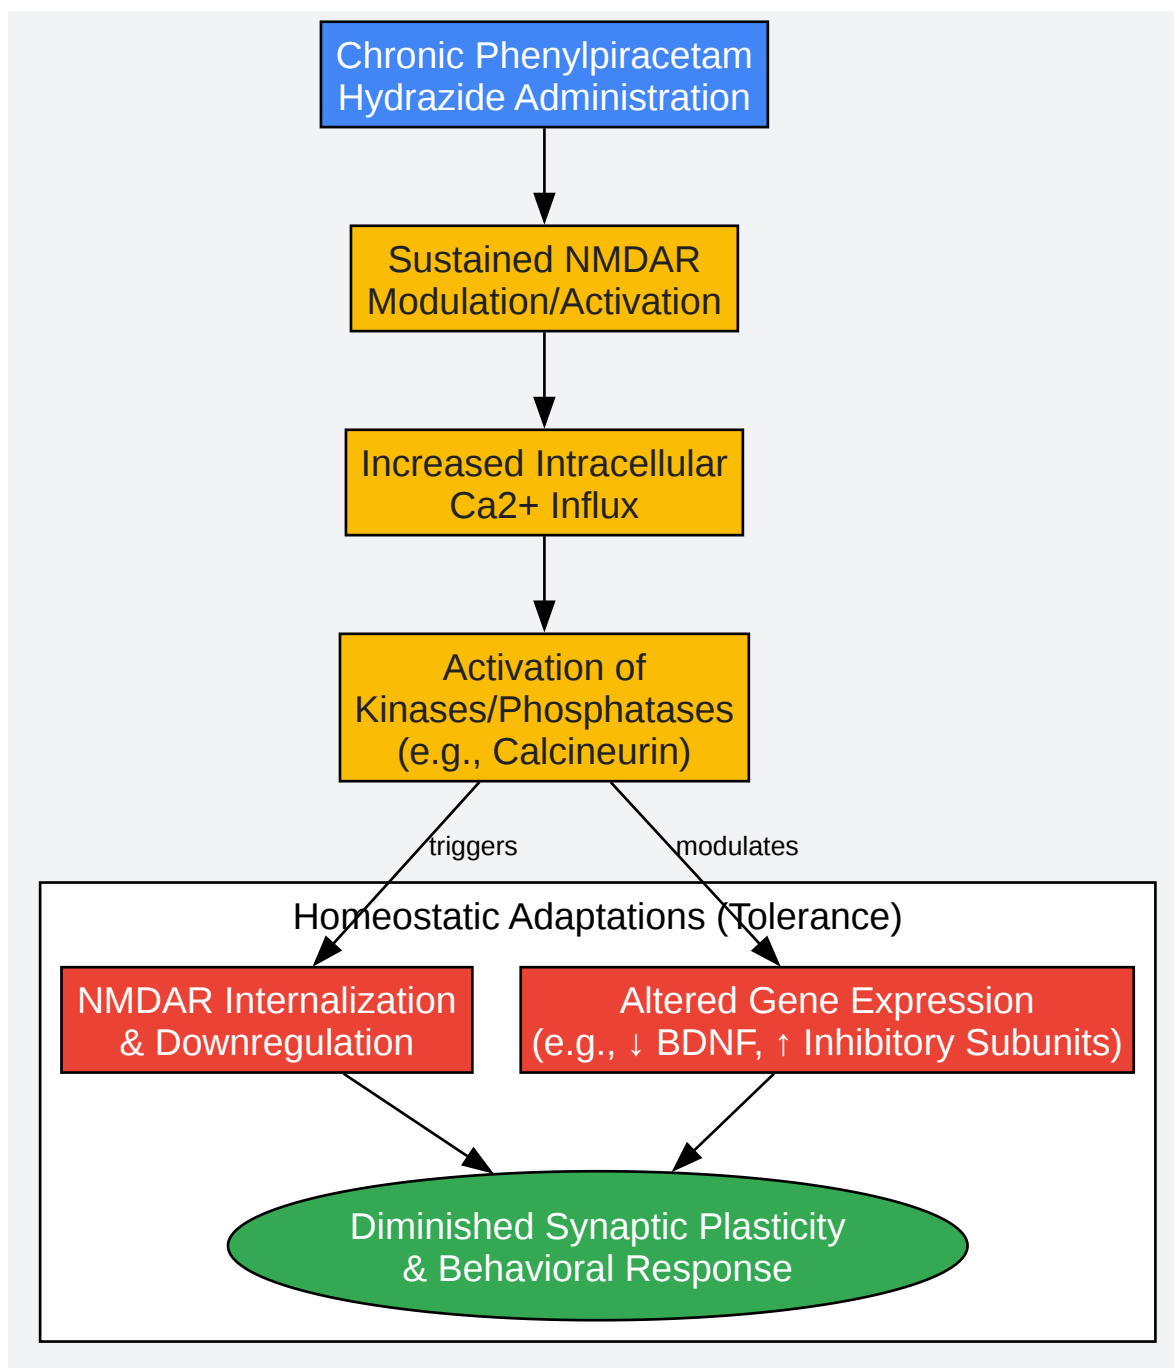 Chronic Phenylpiracetam
Hydrazide Administration
Sustained NMDAR
Modulation/Activation
Increased Intracellular
Ca2+ Influx
Activation of
Kinases/Phosphatases
(e.g., Calcineurin)
triggers
modulates
Homeostatic Adaptations (Tolerance)
NMDAR Internalization
& Downregulation
Altered Gene Expression
(e.g., ↓ BDNF, ↑ Inhibitory Subunits)
Diminished Synaptic Plasticity
& Behavioral Response